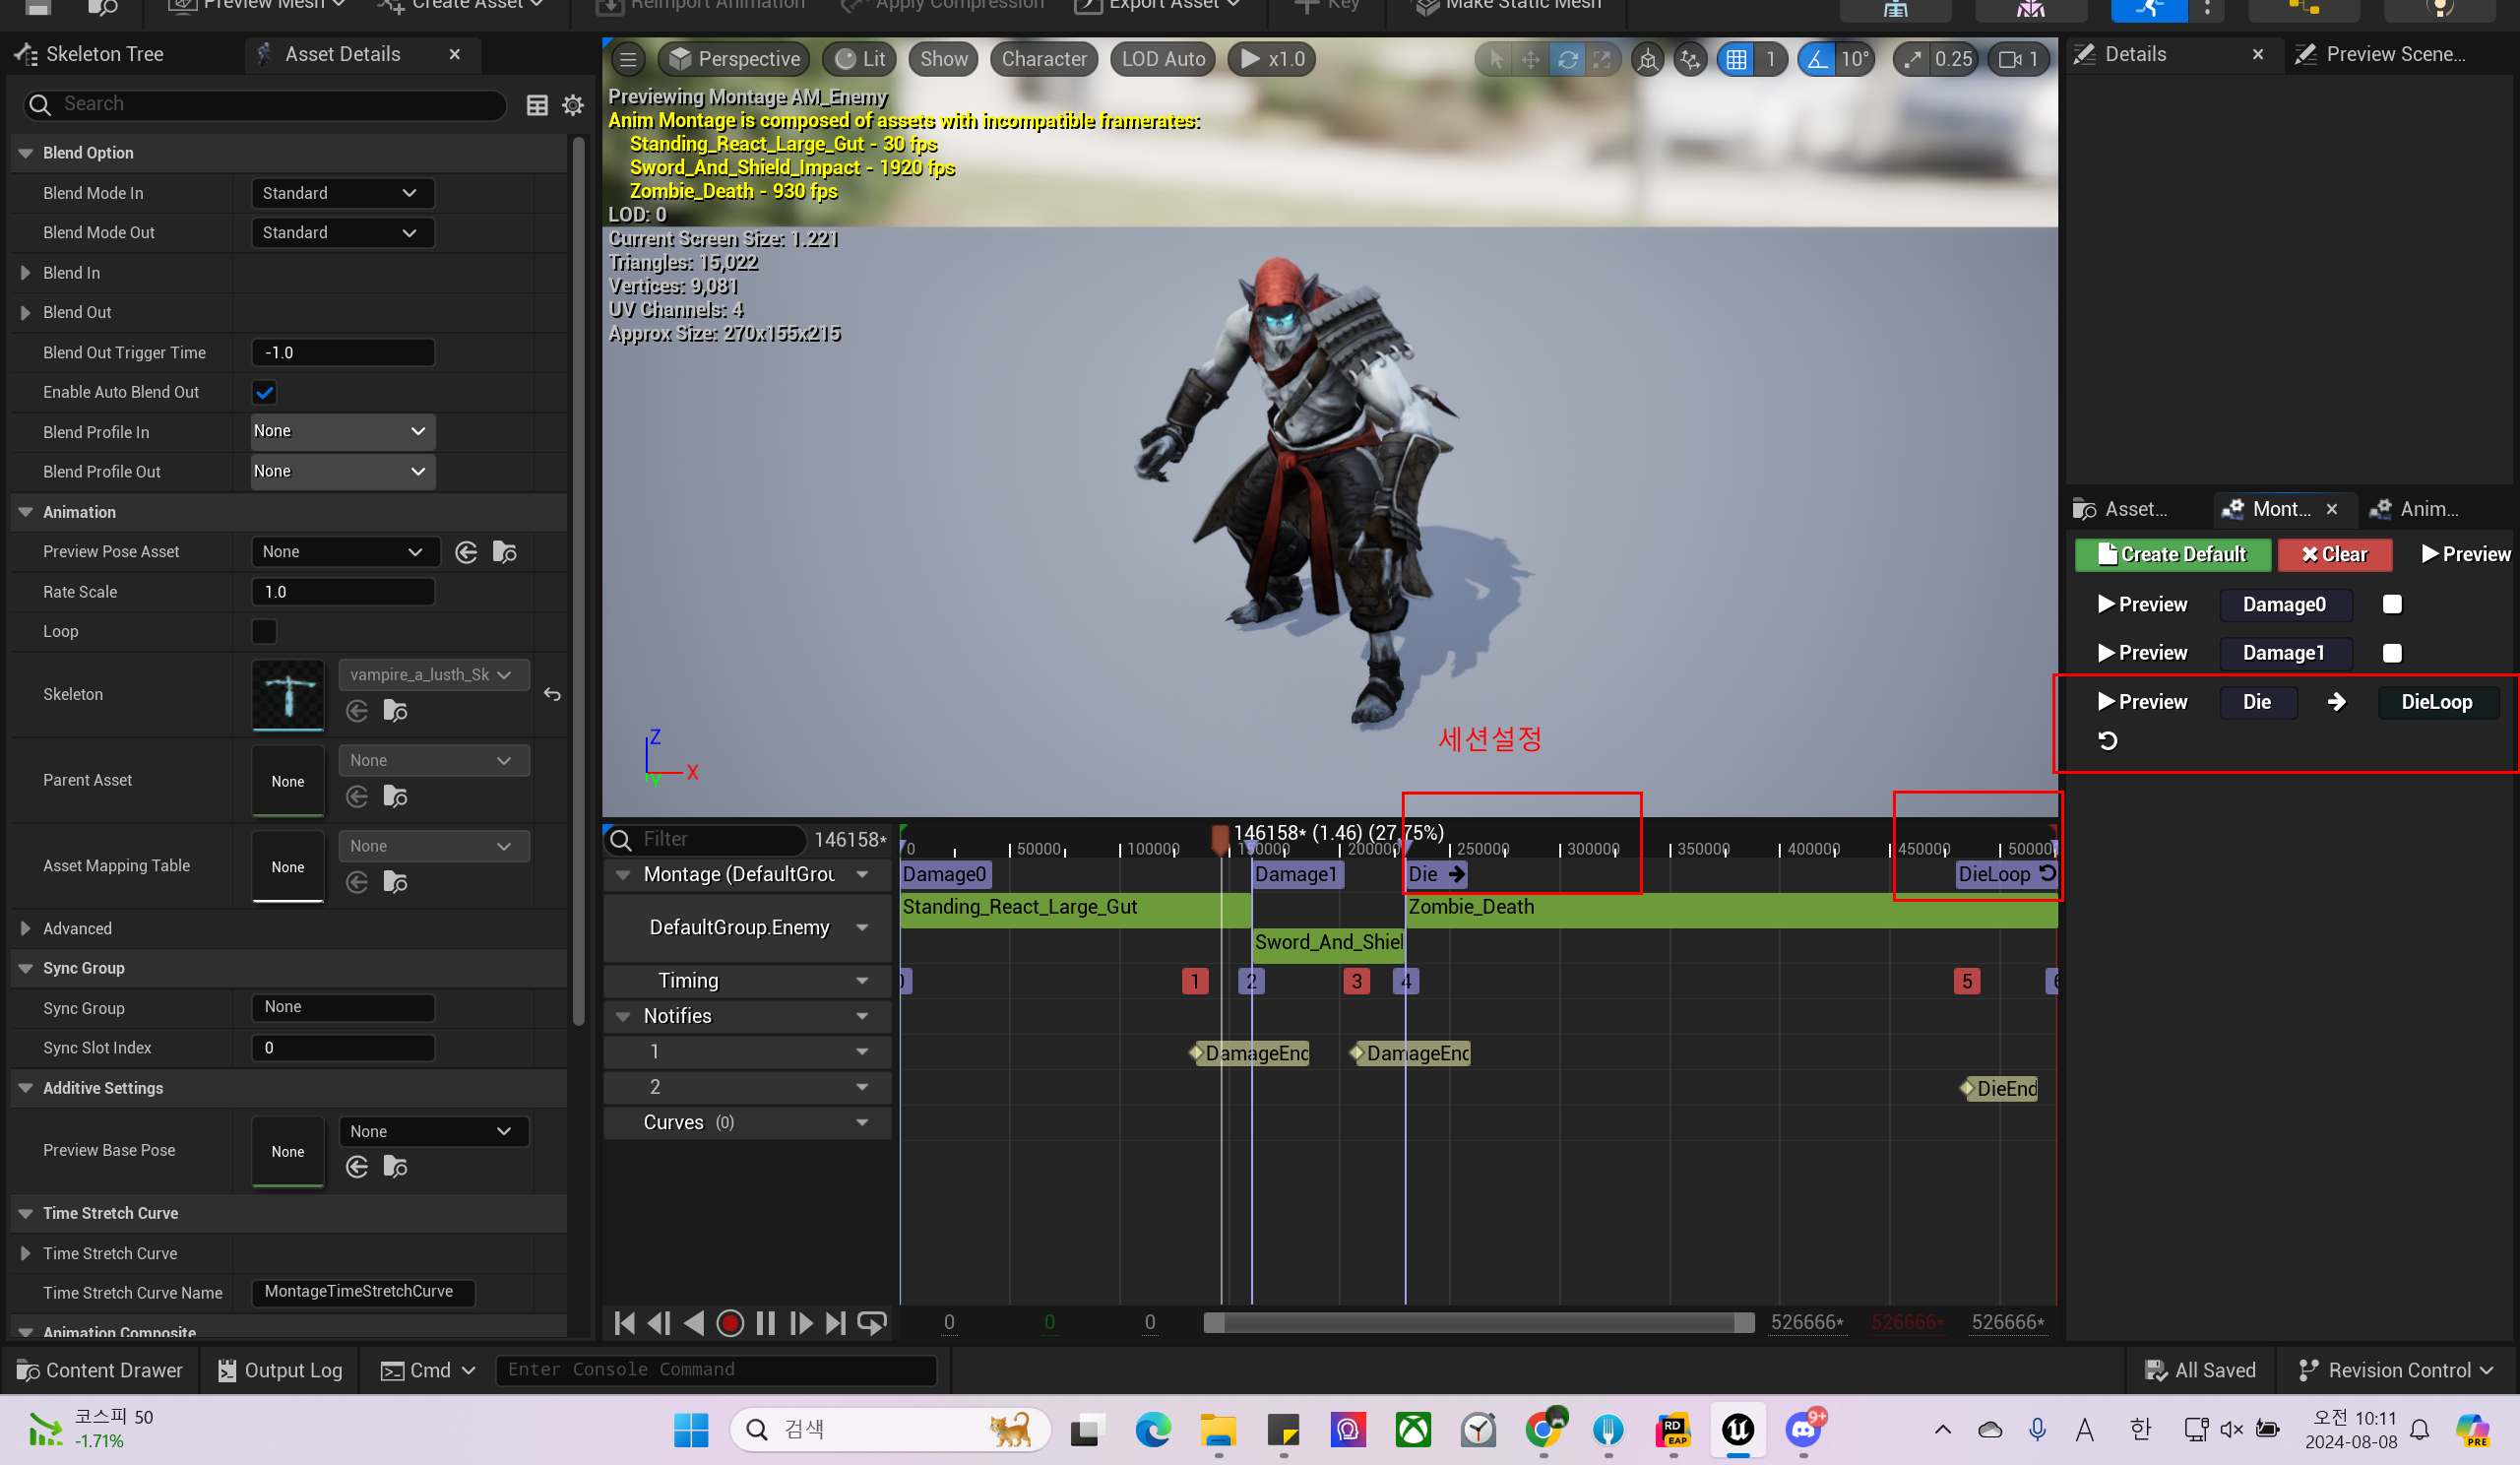 Preview Mesh
Create Asset
Reimport Animation
Apply Compression
Export Asset
Key
Make Static Mesh
Skeleton Tree
Asset Details
Search
Blend Option
Blend Mode In
Standard
Blend Mode Out
Standard
Blend In
Blend Out
Blend Out Trigger Time
-1.0
Enable Auto Blend Out
Blend Profile In
None
Blend Profile Out
None
Animation
Preview Pose Asset
None
Rate Scale
1.0
Loop
Skeleton
vampire_a_lusth_Sk
Parent Asset
None
None
Asset Mapping Table
None
None
Advanced
Sync Group
Sync Group
None
Sync Slot Index
0
Additive Settings
Preview Base Pose
None
None
Time Stretch Curve
Time Stretch Curve
Time Stretch Curve Name
MontageTimeStretchCurve
Animation Composite
Perspective
Lit
Show
Character
LOD Auto
x1.0
1
10°
0.25
1
Previewing Montage AM_Enemy
Anim Montage is composed of assets with incompatible framerates:
Standing_React_Large_Gut - 30 fps
Sword_And_Shield_Impact - 1920 fps
Zombie_Death - 930 fps
LOD: 0
Current Screen Size: 1.221
Triangles: 15,022
Vertices: 9,081
UV Channels: 4
Approx Size: 270x155x215
Z
X
Y
세션설정
Filter
146158*
146158* (1.46) (27.75%)
0
50000
100000
150000
200000
250000
300000
350000
400000
450000
50000
Montage (DefaultGrou
Damage0
Damage1
Die
DieLoop
DefaultGroup.Enemy
Standing_React_Large_Gut
Zombie_Death
Sword_And_Shiel
Timing
1
2
3
4
5
6
Notifies
1
DamageEnd
DamageEnd
2
DieEnd
Curves (0)
0
0
0
526666*
526666*
526666*
Details
Preview Scene...
Asset...
Mont...
Anim...
Create Default
Clear
Preview
Preview
Damage0
Preview
Damage1
Preview
Die
DieLoop
Content Drawer
Output Log
Cmd
Enter Console Command
All Saved
Revision Control
코스피 50
-1.71%
검색
RD
EAP
9+
A
한
오전 10:11
2024-08-08
PRE